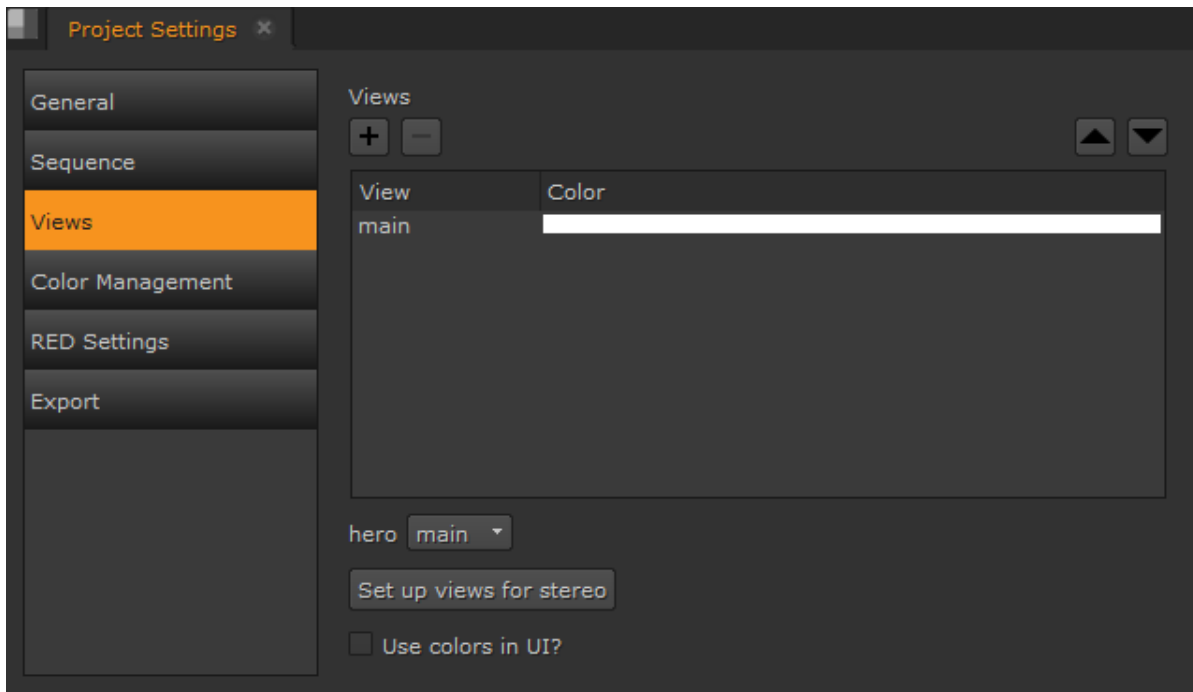 Project Settings
General
Sequence
Views
Color Management
RED Settings
Export
Views
View Color
main
hero main
Set up views for stereo
Use colors in UI?